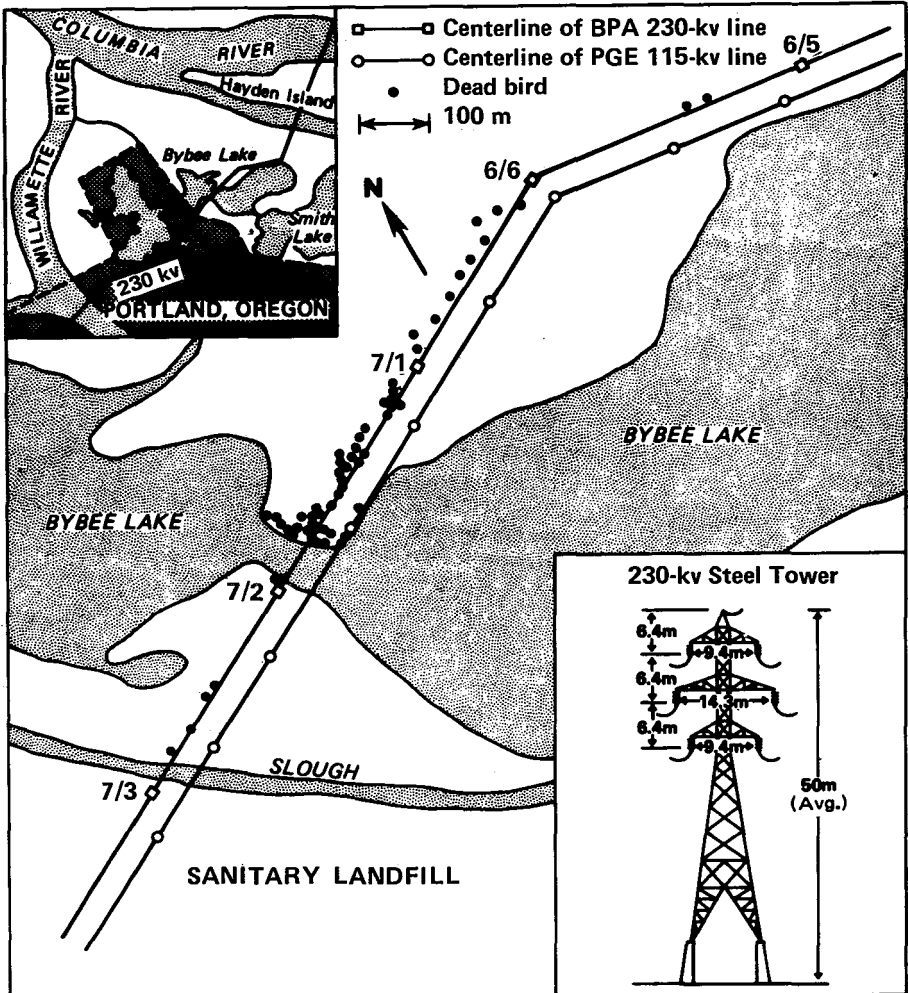 COLUMBIA
RIVER
Hayden Island
WILLAMETTE
RIVER
Bybee Lake
Smith
Lake
230 kv
PORTLAND, OREGON
Centerline of BPA 230-kv line
Centerline of PGE 115-kv line
Dead bird
100 m
6/5
6/6
N
7/1
BYBEE LAKE
BYBEE LAKE
7/2
SLOUGH
7/3
SANITARY LANDFILL
230-kv Steel Tower
6.4m
9.4m
6.4m
14.3m
6.4m
9.4m
50m
(Avg.)